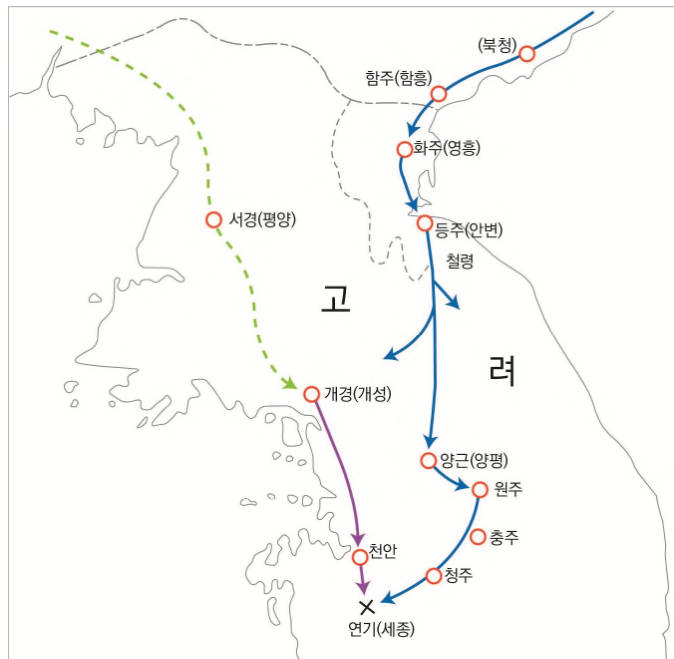 (북청)
함주(함흥)
화주(영흥)
서경(평양)
등주(안변)
철령
고
려
개경(개성)
양근(양평)
원주
충주
천안
청주
연기(세종)